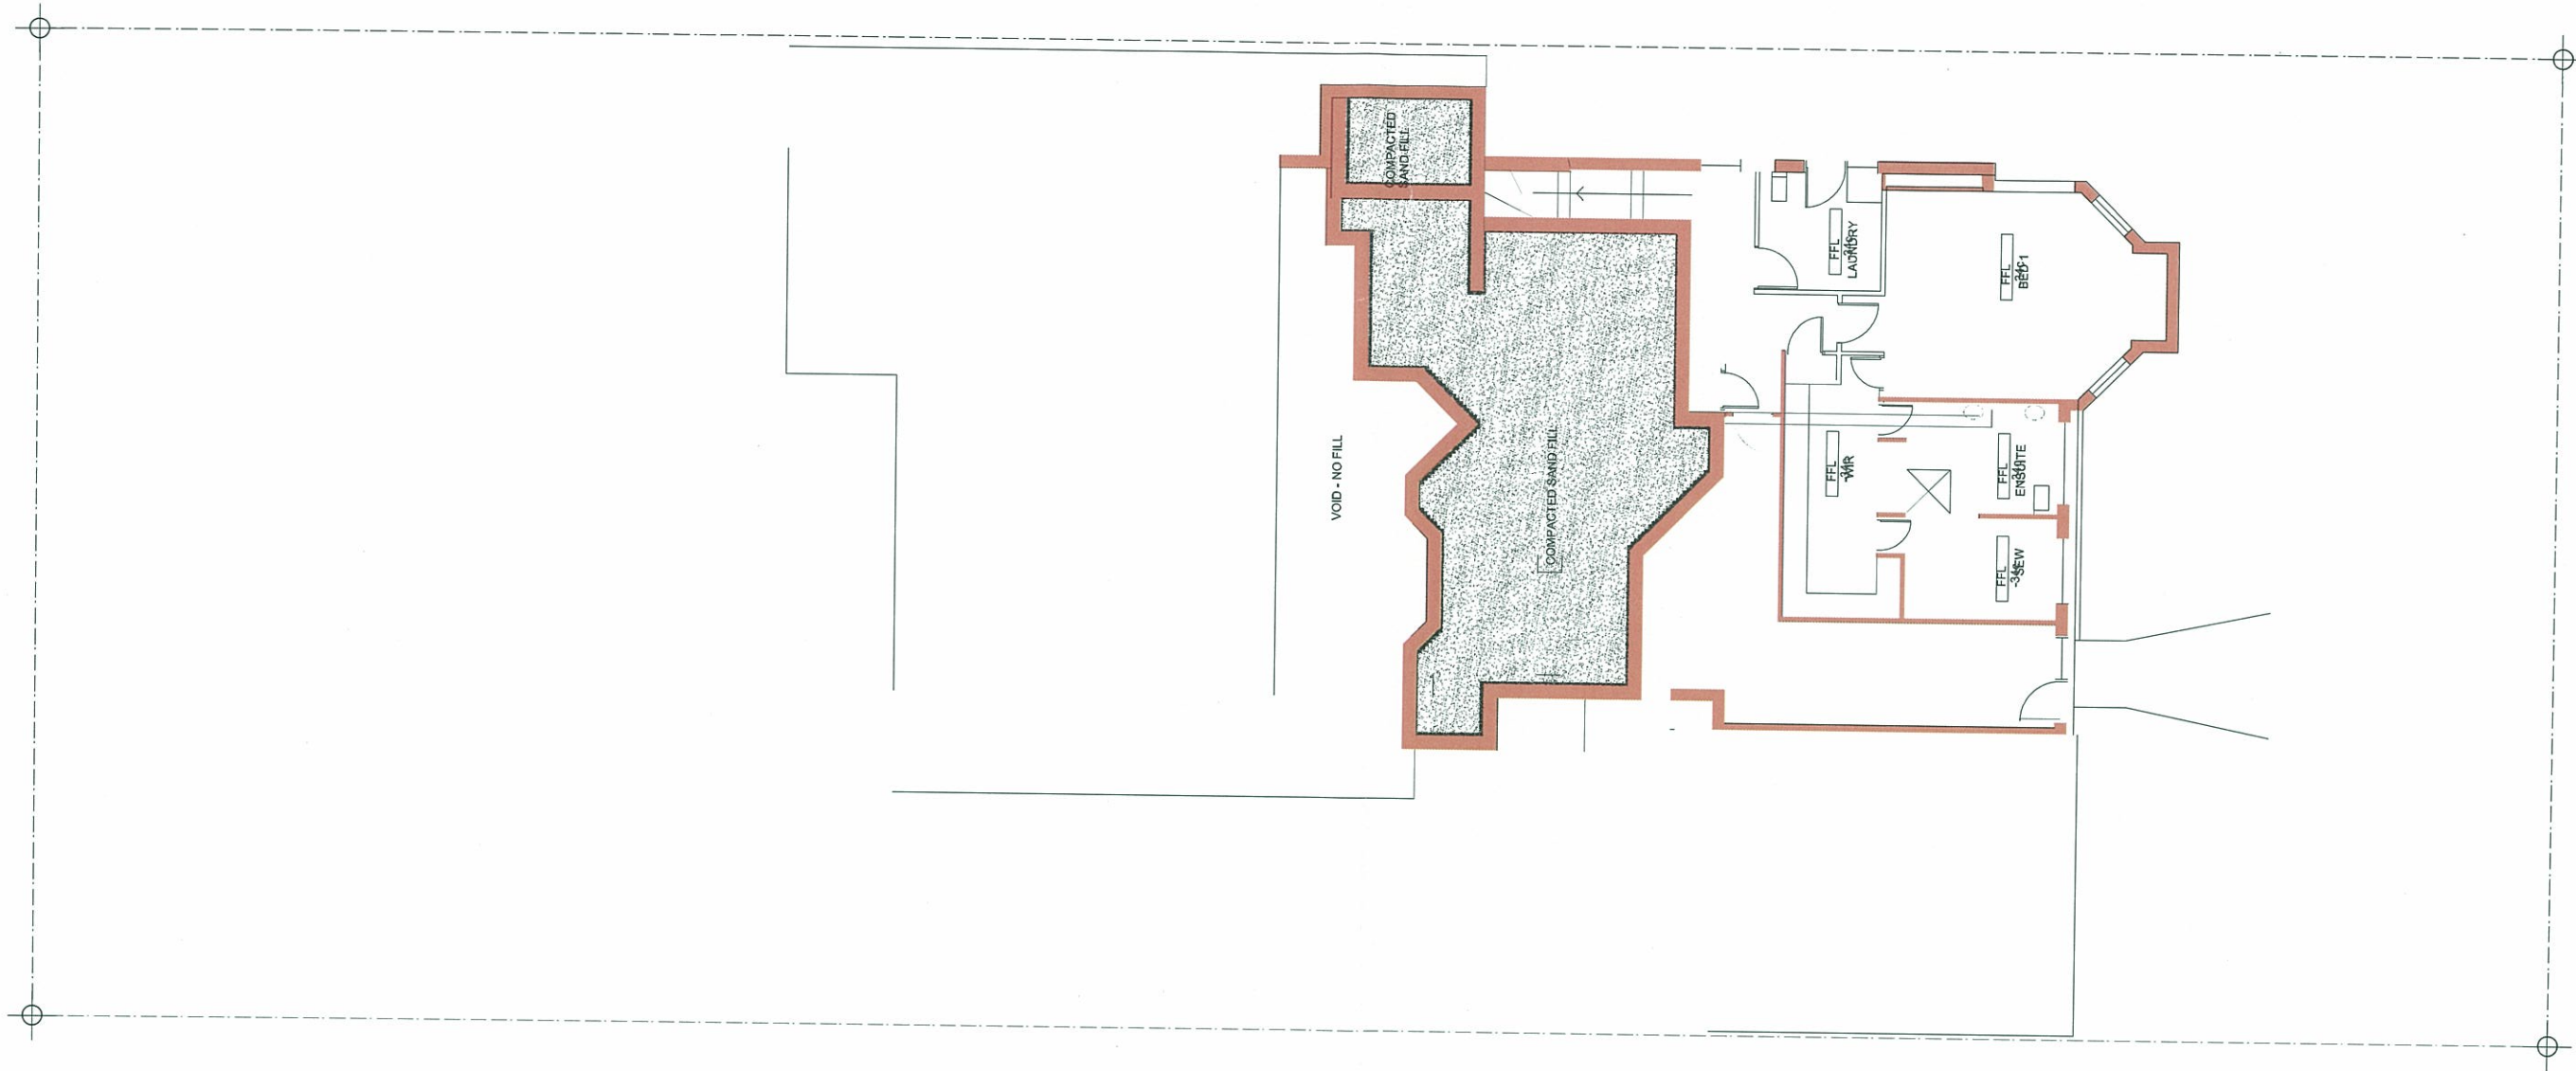 COMPACTED
SAND FILL
VOID - NO FILL
COMPACTED SAND FILL
FFL
LAUNDRY
FFL
BED 1
FFL
WIR
FFL
ENSUITE
FFL
SEW